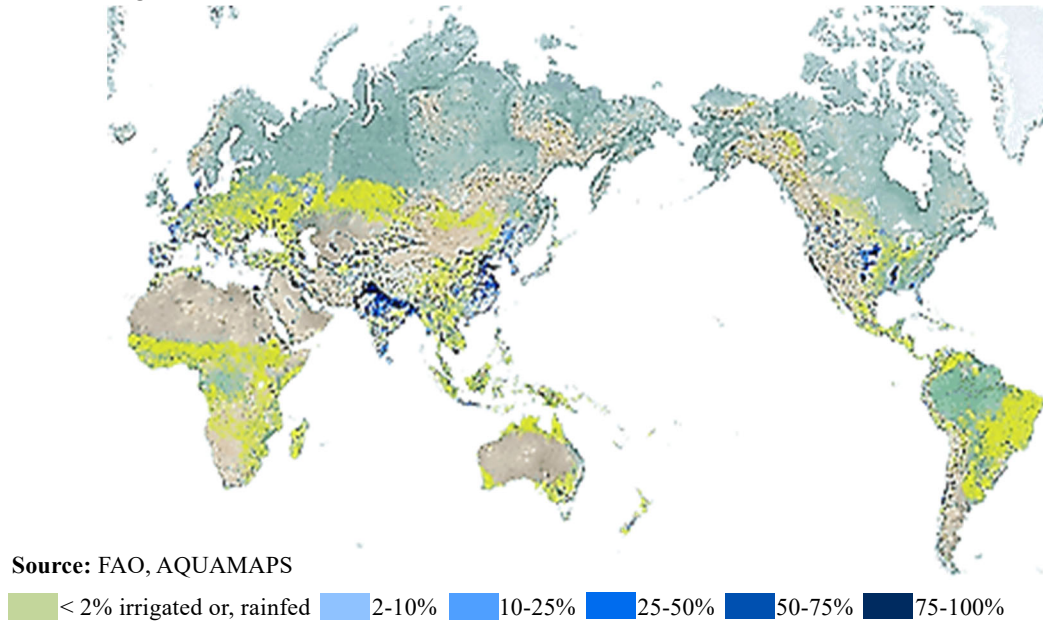 Source: FAO, AQUAMAPS
< 2% irrigated or, rainfed 2-10% 10-25% 25-50% 50-75% 75-100%